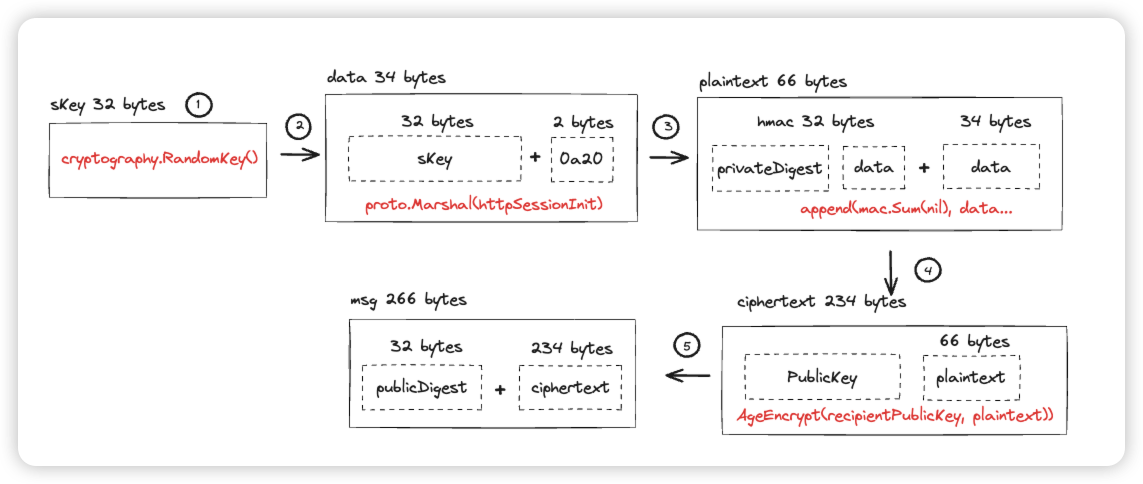 sKey 32 bytes 1
cryptography.RandomKey()
2
data 34 bytes
32 bytes 2 bytes
sKey + 0a20
proto.Marshal(httpSessionInit)
3
plaintext 66 bytes
hmac 32 bytes 34 bytes
privateDigest data + data
append(mac.Sum(nil), data...
4
ciphertext 234 bytes
66 bytes
PublicKey plaintext
AgeEncrypt(recipientPublicKey, plaintext))
5
msg 266 bytes
32 bytes 234 bytes
publicDigest + ciphertext